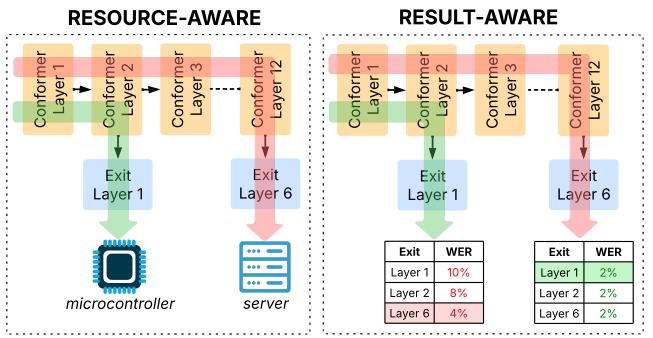 RESOURCE-AWARE
Conformer
Layer 1
Conformer
Layer 2
Conformer
Layer 3
Conformer
Layer 12
Exit
Layer 1
Exit
Layer 6
microcontroller
server
RESULT-AWARE
Conformer
Layer 1
Conformer
Layer 2
Conformer
Layer 3
Conformer
Layer 12
Exit
Layer 1
Exit
Layer 6
Exit WER
Layer 1 10%
Layer 2 8%
Layer 6 4%
Exit WER
Layer 1 2%
Layer 2 2%
Layer 6 2%